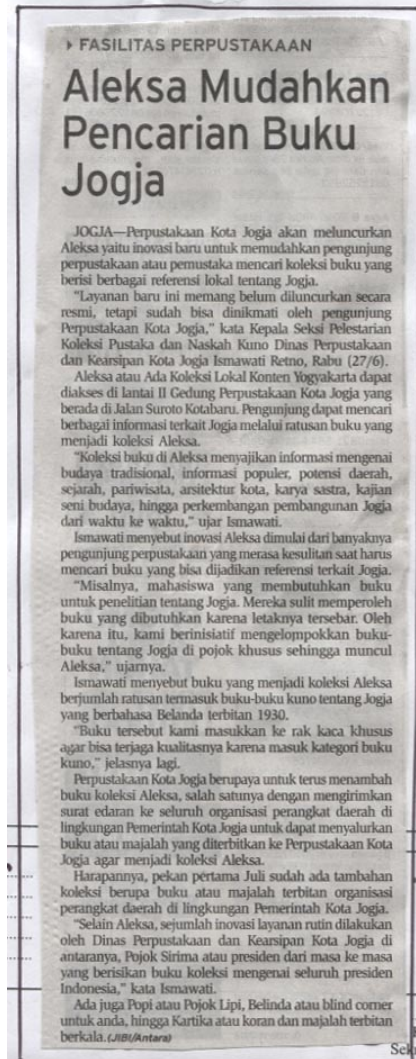 ▸ FASILITAS PERPUSTAKAAN
Aleksa Mudahkan
Pencarian Buku
Jogja
JOGJA—Perpustakaan Kota Jogja akan meluncurkan
Aleksa yaitu inovasi baru untuk memudahkan pengunjung
perpustakaan atau pemustaka mencari koleksi buku yang
berisi berbagai referensi lokal tentang Jogja.
“Layanan baru ini memang belum diluncurkan secara
resmi, tetapi sudah bisa dinikmati oleh pengunjung
Perpustakaan Kota Jogja,” kata Kepala Seksi Pelestarian
Koleksi Pustaka dan Naskah Kuno Dinas Perpustakaan
dan Kearsipan Kota Jogja Ismawati Retno, Rabu (27/6).
Aleksa atau Ada Koleksi Lokal Konten Yogyakarta dapat
diakses di lantai II Gedung Perpustakaan Kota Jogja yang
berada di Jalan Suroto Kotabaru. Pengunjung dapat mencari
berbagai informasi terkait Jogja melalui ratusan buku yang
menjadi koleksi Aleksa.
“Koleksi buku di Aleksa menyajikan informasi mengenai
budaya tradisional, informasi populer, potensi daerah,
sejarah, pariwisata, arsitektur kota, karya sastra, kajian
seni budaya, hingga perkembangan pembangunan Jogja
dari waktu ke waktu,” ujar Ismawati.
Ismawati menyebut inovasi Aleksa dimulai dari banyaknya
pengunjung perpustakaan yang merasa kesulitan saat harus
mencari buku yang bisa dijadikan referensi terkait Jogja.
“Misalnya, mahasiswa yang membutuhkan buku
untuk penelitian tentang Jogja. Mereka sulit memperoleh
buku yang dibutuhkan karena letaknya tersebar. Oleh
karena itu, kami berinisiatif mengelompokkan buku-
buku tentang Jogja di pojok khusus sehingga muncul
Aleksa,” ujarnya.
Ismawati menyebut buku yang menjadi koleksi Aleksa
berjumlah ratusan termasuk buku-buku kuno tentang Jogja
yang berbahasa Belanda terbitan 1930.
“Buku tersebut kami masukkan ke rak kaca khusus
agar bisa terjaga kualitasnya karena masuk kategori buku
kuno,” jelasnya lagi.
Perpustakaan Kota Jogja berupaya untuk terus menambah
buku koleksi Aleksa, salah satunya dengan mengirimkan
surat edaran ke seluruh organisasi perangkat daerah di
lingkungan Pemerintah Kota Jogja untuk dapat menyalurkan
buku atau majalah yang diterbitkan ke Perpustakaan Kota
Jogja agar menjadi koleksi Aleksa.
Harapannya, pekan pertama Juli sudah ada tambahan
koleksi berupa buku atau majalah terbitan organisasi
perangkat daerah di lingkungan Pemerintah Kota Jogja.
“Selain Aleksa, sejumlah inovasi layanan rutin dilakukan
oleh Dinas Perpustakaan dan Kearsipan Kota Jogja di
antaranya, Pojok Sirima atau presiden dari masa ke masa
yang berisikan buku koleksi mengenai seluruh presiden
Indonesia,” kata Ismawati.
Ada juga Popi atau Pojok Lipi, Belinda atau blind corner
untuk anda, hingga Kartika atau koran dan majalah terbitan
berkala. (JIBI/Antara)